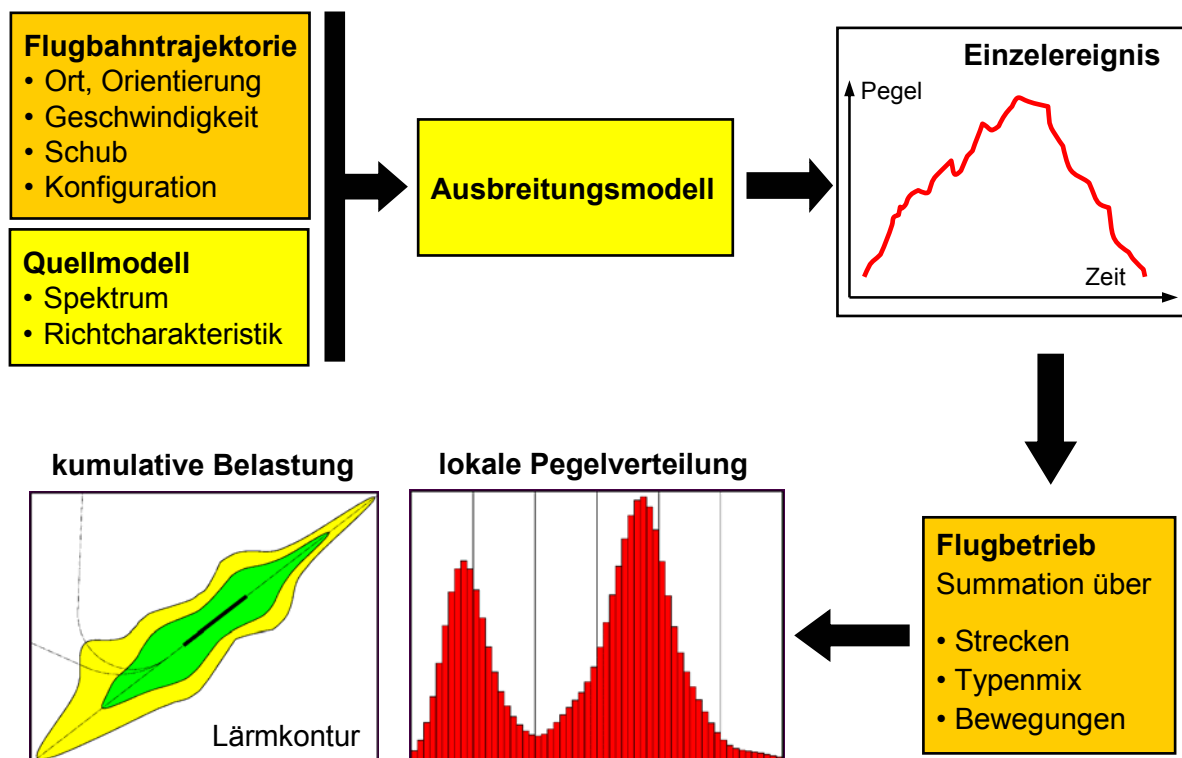 Flugbahntrajektorie
• Ort, Orientierung
• Geschwindigkeit
• Schub
• Konfiguration
Quellmodell
• Spektrum
• Richtcharakteristik
Ausbreitungsmodell
Einzelereignis
Pegel
Zeit
Flugbetrieb
Summation über
• Strecken
• Typenmix
• Bewegungen
lokale Pegelverteilung
kumulative Belastung
Lärmkontur